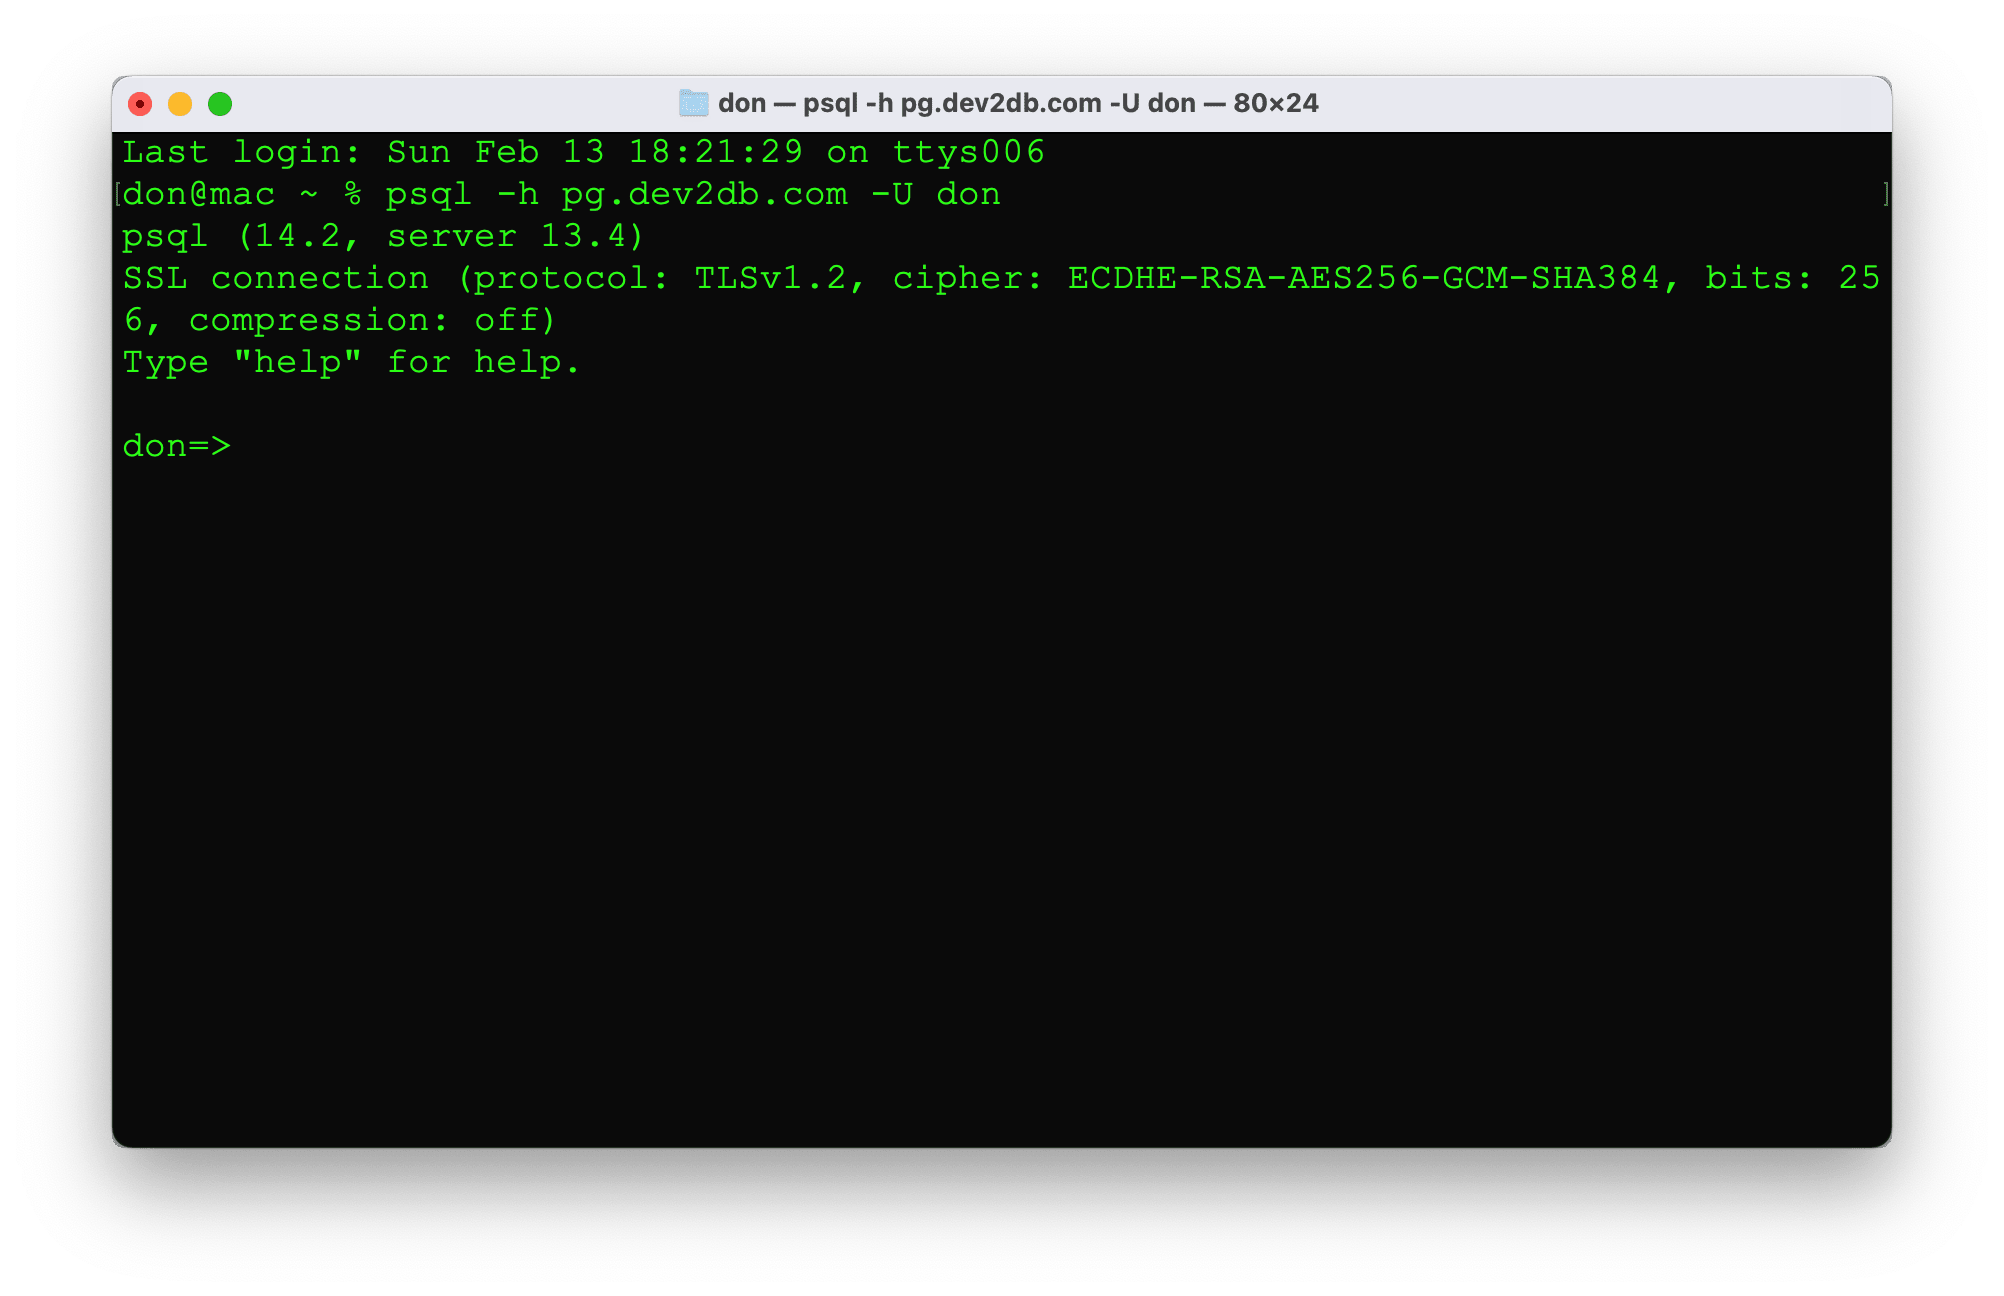 don — psql -h pg.dev2db.com -U don — 80×24
Last login: Sun Feb 13 18:21:29 on ttys006
[don@mac ~ % psql -h pg.dev2db.com -U don ]
psql (14.2, server 13.4)
SSL connection (protocol: TLSv1.2, cipher: ECDHE-RSA-AES256-GCM-SHA384, bits: 25
6, compression: off)
Type "help" for help.
don=>